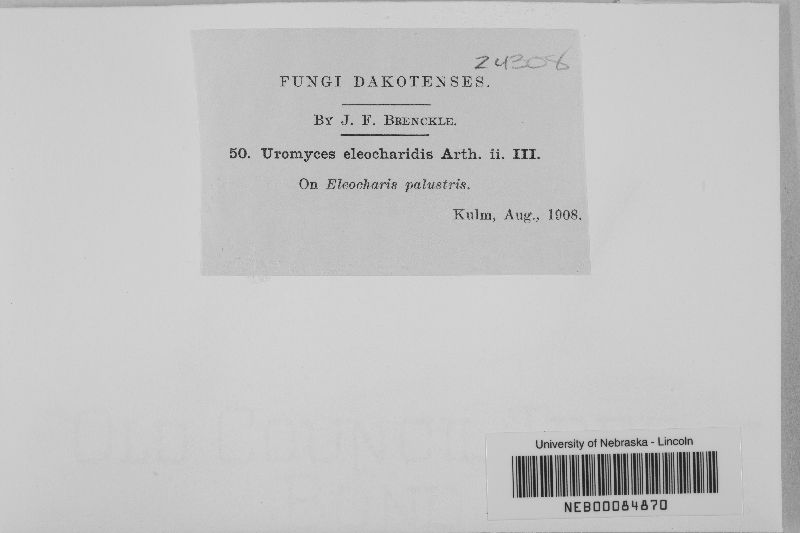 24308
FUNGI DAKOTENSES.
BY J. F. BRENCKLE.
50. Uromyces eleocharidis Arth. ii. III.
On Eleocharis palustris.
Kulm, Aug., 1908.
University of Nebraska - Lincoln
NEB00084870